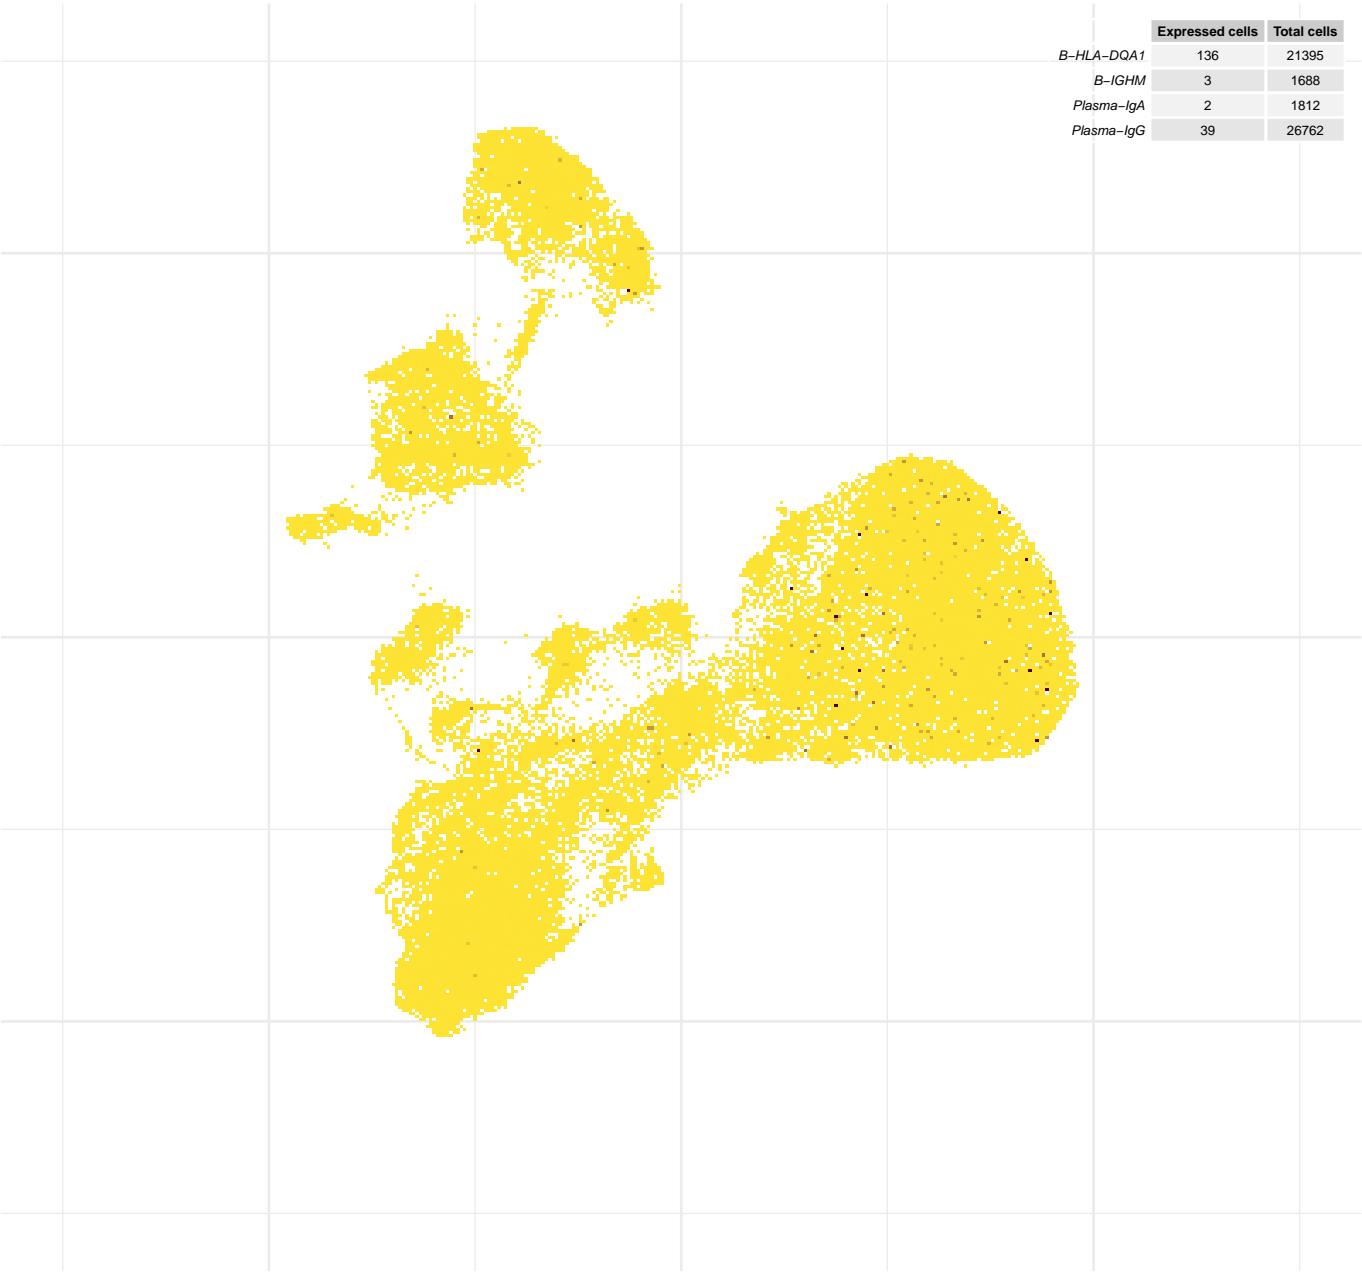 Expressed cells Total cells
B−HLA−DQA1 136 21395
B−IGHM 3 1688
Plasma−IgA 2 1812
Plasma−IgG 39 26762